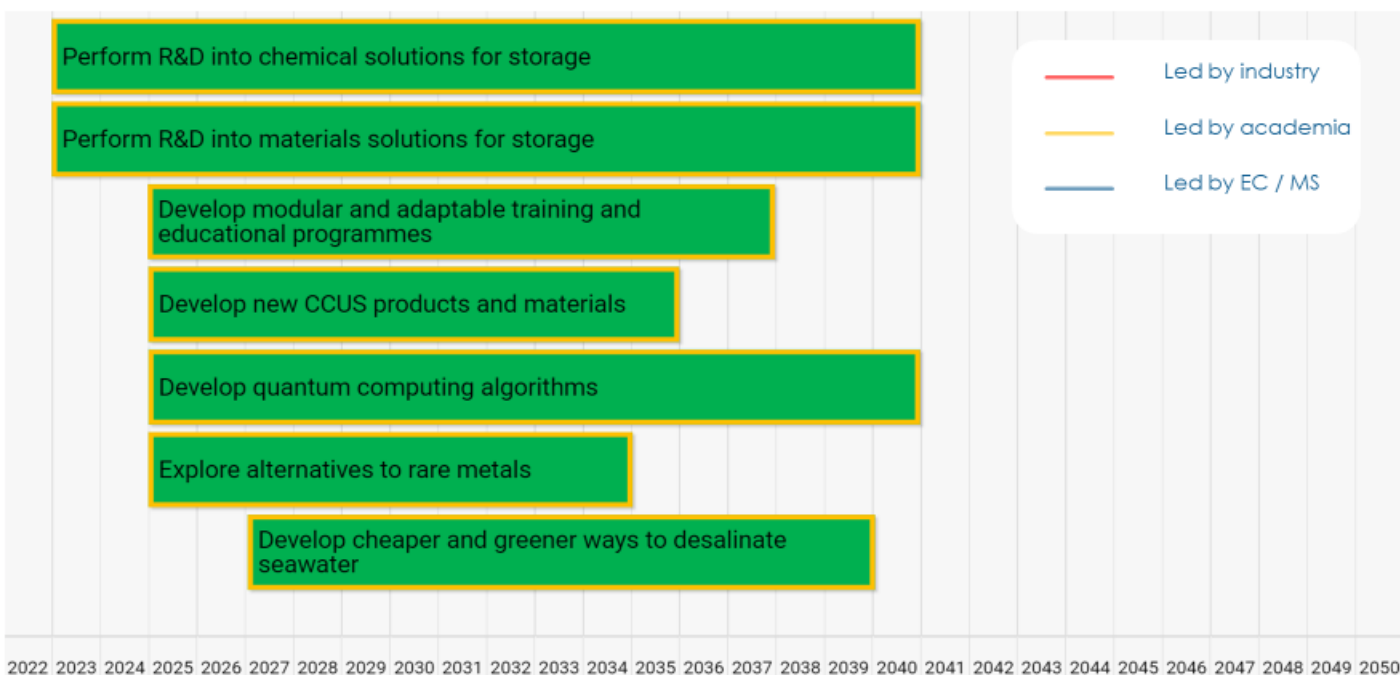 Perform R&D into chemical solutions for storage
Led by industry
Led by academia
Led by EC / MS
Perform R&D into materials solutions for storage
Develop modular and adaptable training and
educational programmes
Develop new CCUS products and materials
Develop quantum computing algorithms
Explore alternatives to rare metals
Develop cheaper and greener ways to desalinate
seawater
2022 2023 2024 2025 2026 2027 2028 2029 2030 2031 2032 2033 2034 2035 2036 2037 2038 2039 2040 2041 2042 2043 2044 2045 2046 2047 2048 2049 2050